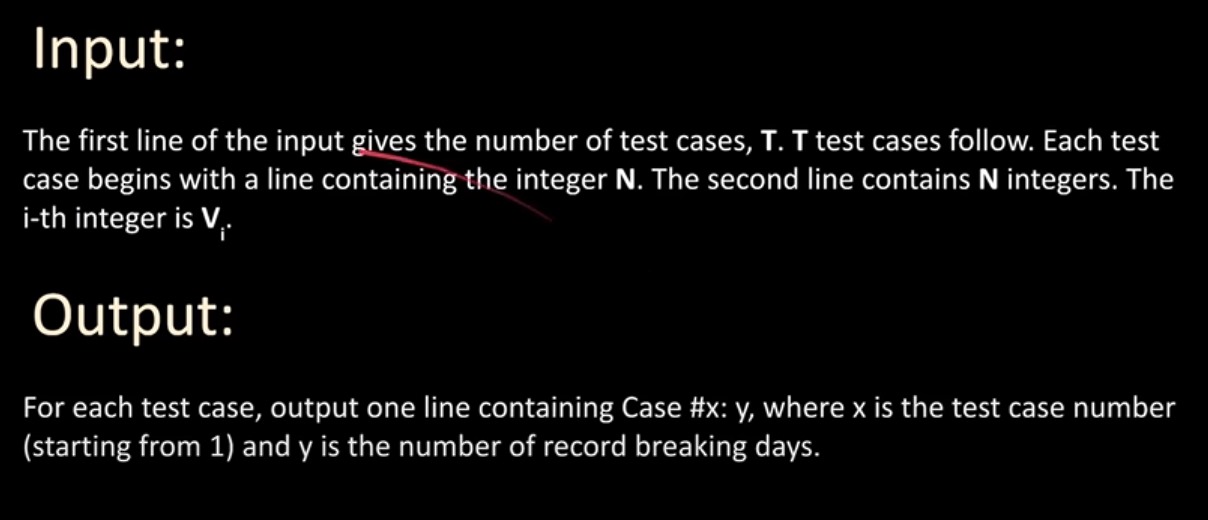 Input:
The first line of the input gives the number of test cases, T. T test cases follow. Each test
case begins with a line containing the integer N. The second line contains N integers. The
i-th integer is Vi.
Output:
For each test case, output one line containing Case #x: y, where x is the test case number
(starting from 1) and y is the number of record breaking days.